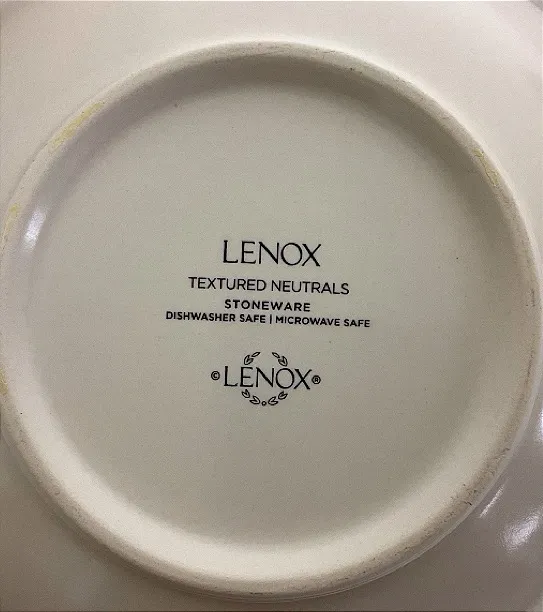 LENOX
TEXTURED NEUTRALS
STONEWARE
DISHWASHER SAFE | MICROWAVE SAFE
©LENOX®